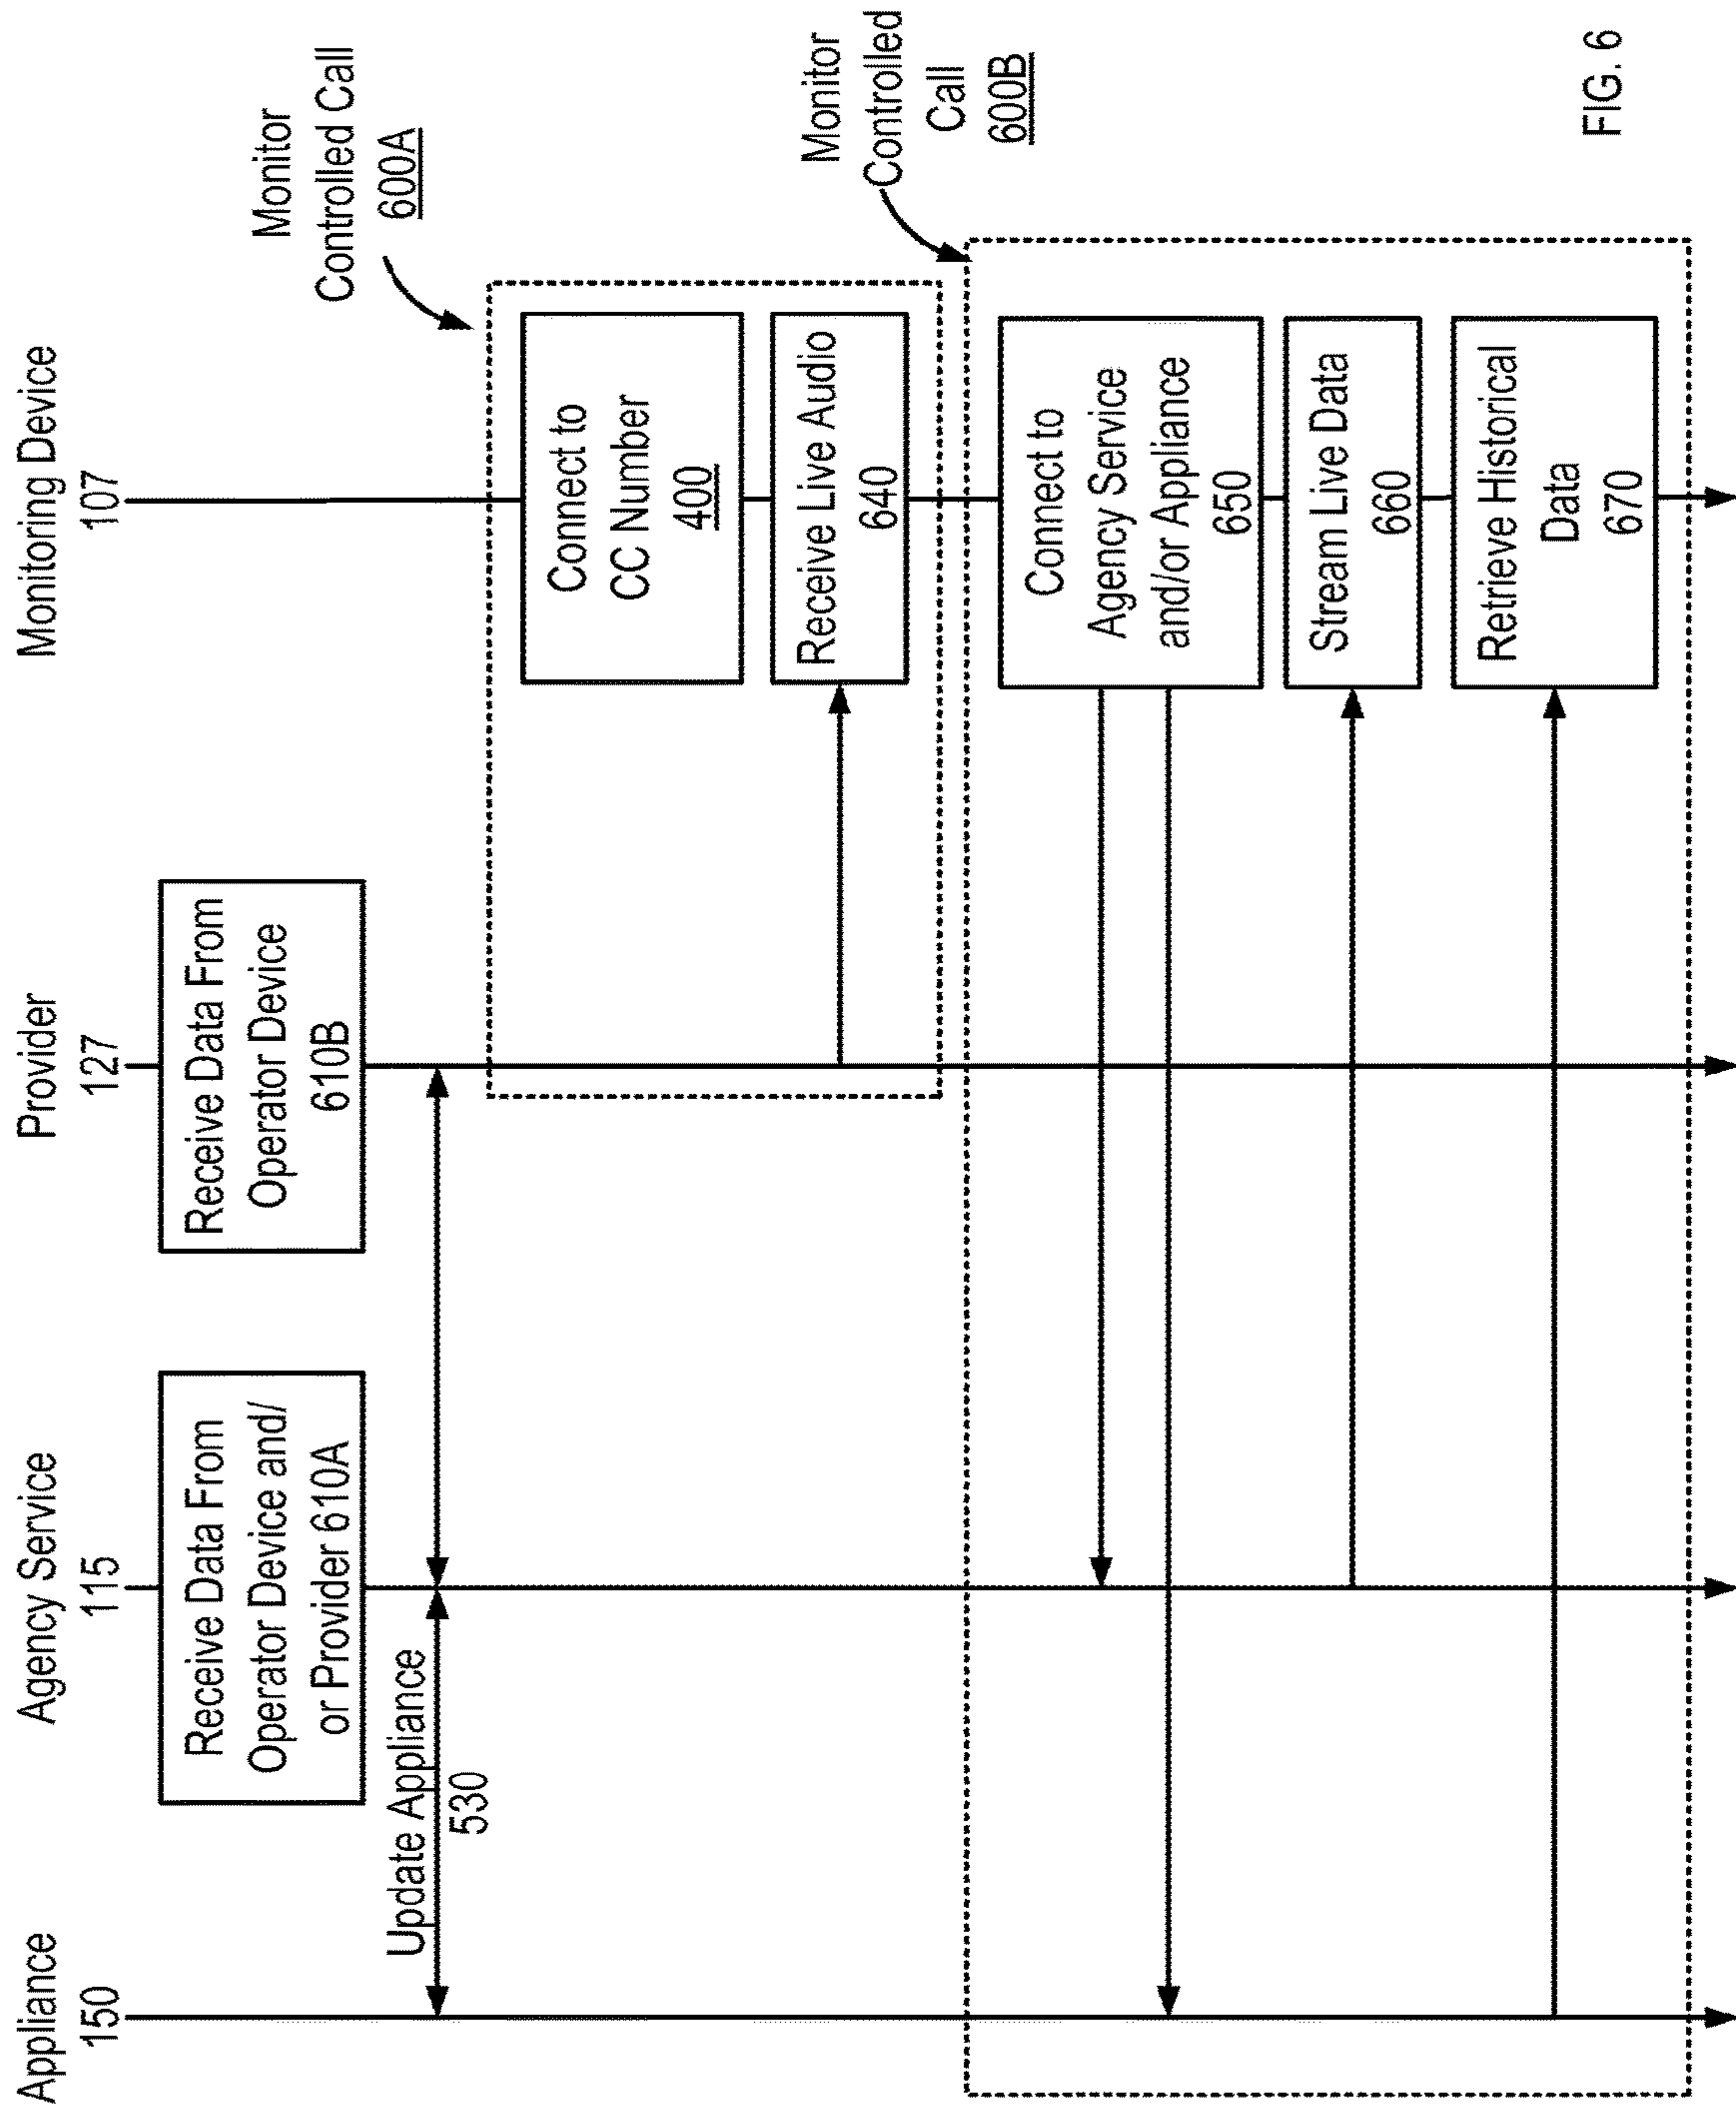 Appliance
150
Agency Service
115
Provider
127
Monitoring Device
107
Receive Data From
Operator Device and/
or Provider 610A
Receive Data From
Operator Device
610B
Update Appliance
530
Monitor
Controlled Call
600A
Connect to
CC Number
400
Receive Live Audio
640
Monitor
Controlled
Call
600B
Connect to
Agency Service
and/or Appliance
650
Stream Live Data
660
Retrieve Historical
Data
670
FIG. 6